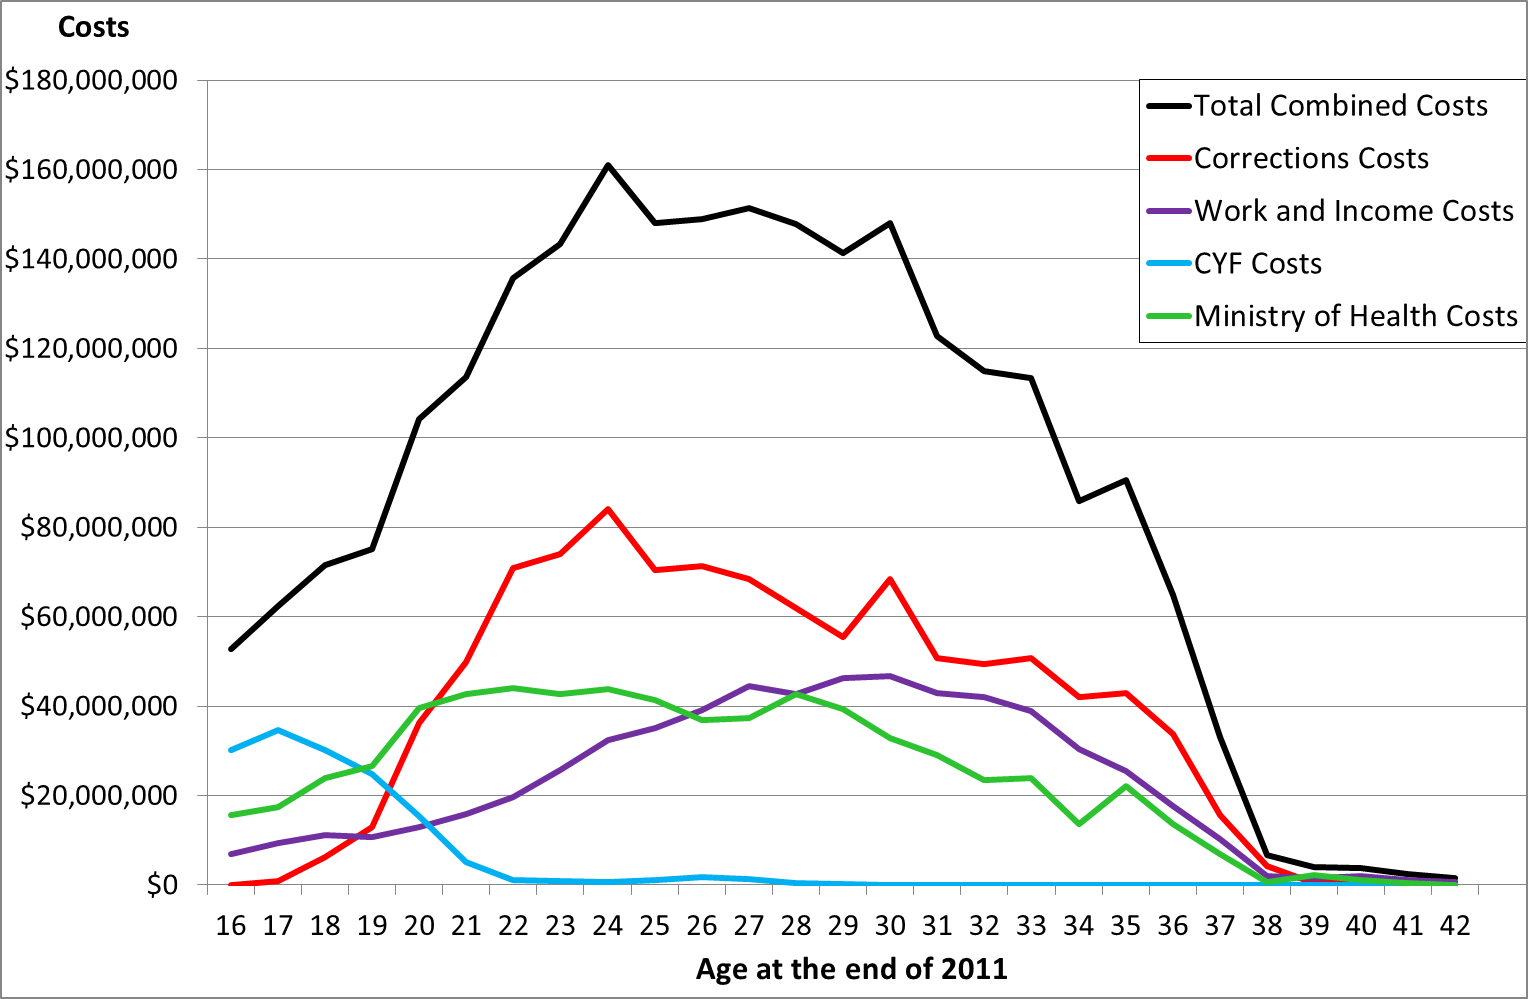 Costs
$180,000,000
$160,000,000
$140,000,000
$120,000,000
$100,000,000
$80,000,000
$60,000,000
$40,000,000
$20,000,000
$0
Total Combined Costs
Corrections Costs
Work and Income Costs
CYF Costs
Ministry of Health Costs
16 17 18 19 20 21 22 23 24 25 26 27 28 29 30 31 32 33 34 35 36 37 38 39 40 41 42
Age at the end of 2011